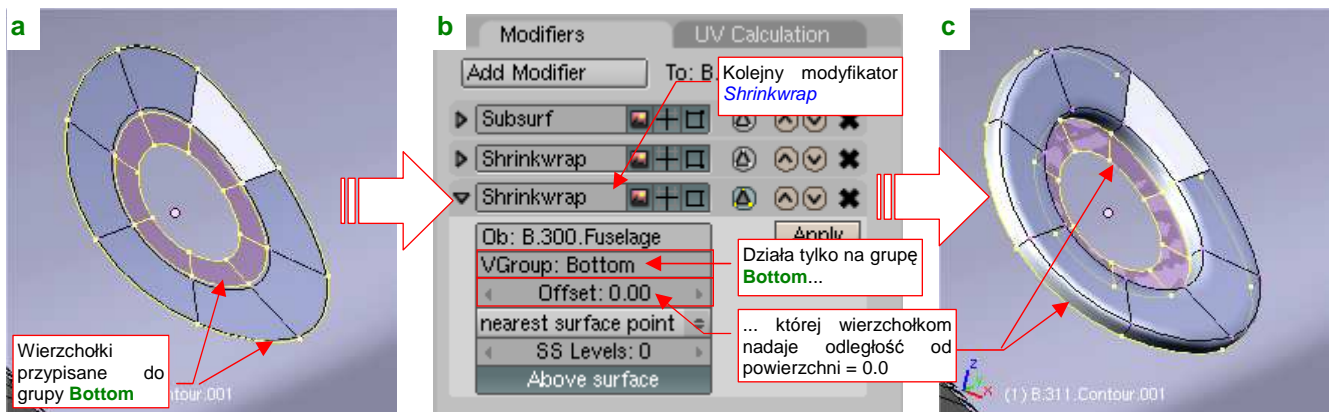 a
Wierzchołki
przypisane do
grupy Bottom
ntour.001
b
Modifiers
UV Calculation
Add Modifier
To: B.
Kolejny modyfikator
Shrinkwrap
Subsurf
Shrinkwrap
Shrinkwrap
Ob: B.300.Fuselage
Apply
VGroup: Bottom
Działa tylko na grupę
Bottom...
Offset: 0.00
nearest surface point
... której wierzchołkom
nadaje odległość od
powierzchni = 0.0
SS Levels: 0
Above surface
c
z
x
(1) B.311.Contour.001